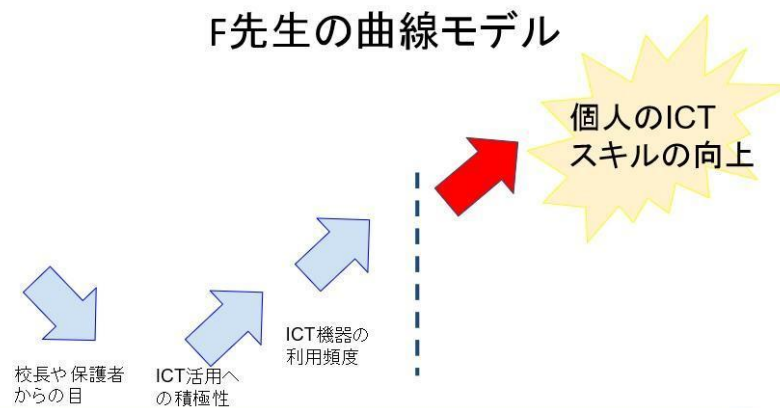 F先生の曲線モデル
個人のICT
スキルの向上
ICT機器の
利用頻度
校長や保護者
からの目
ICT活用へ
の積極性